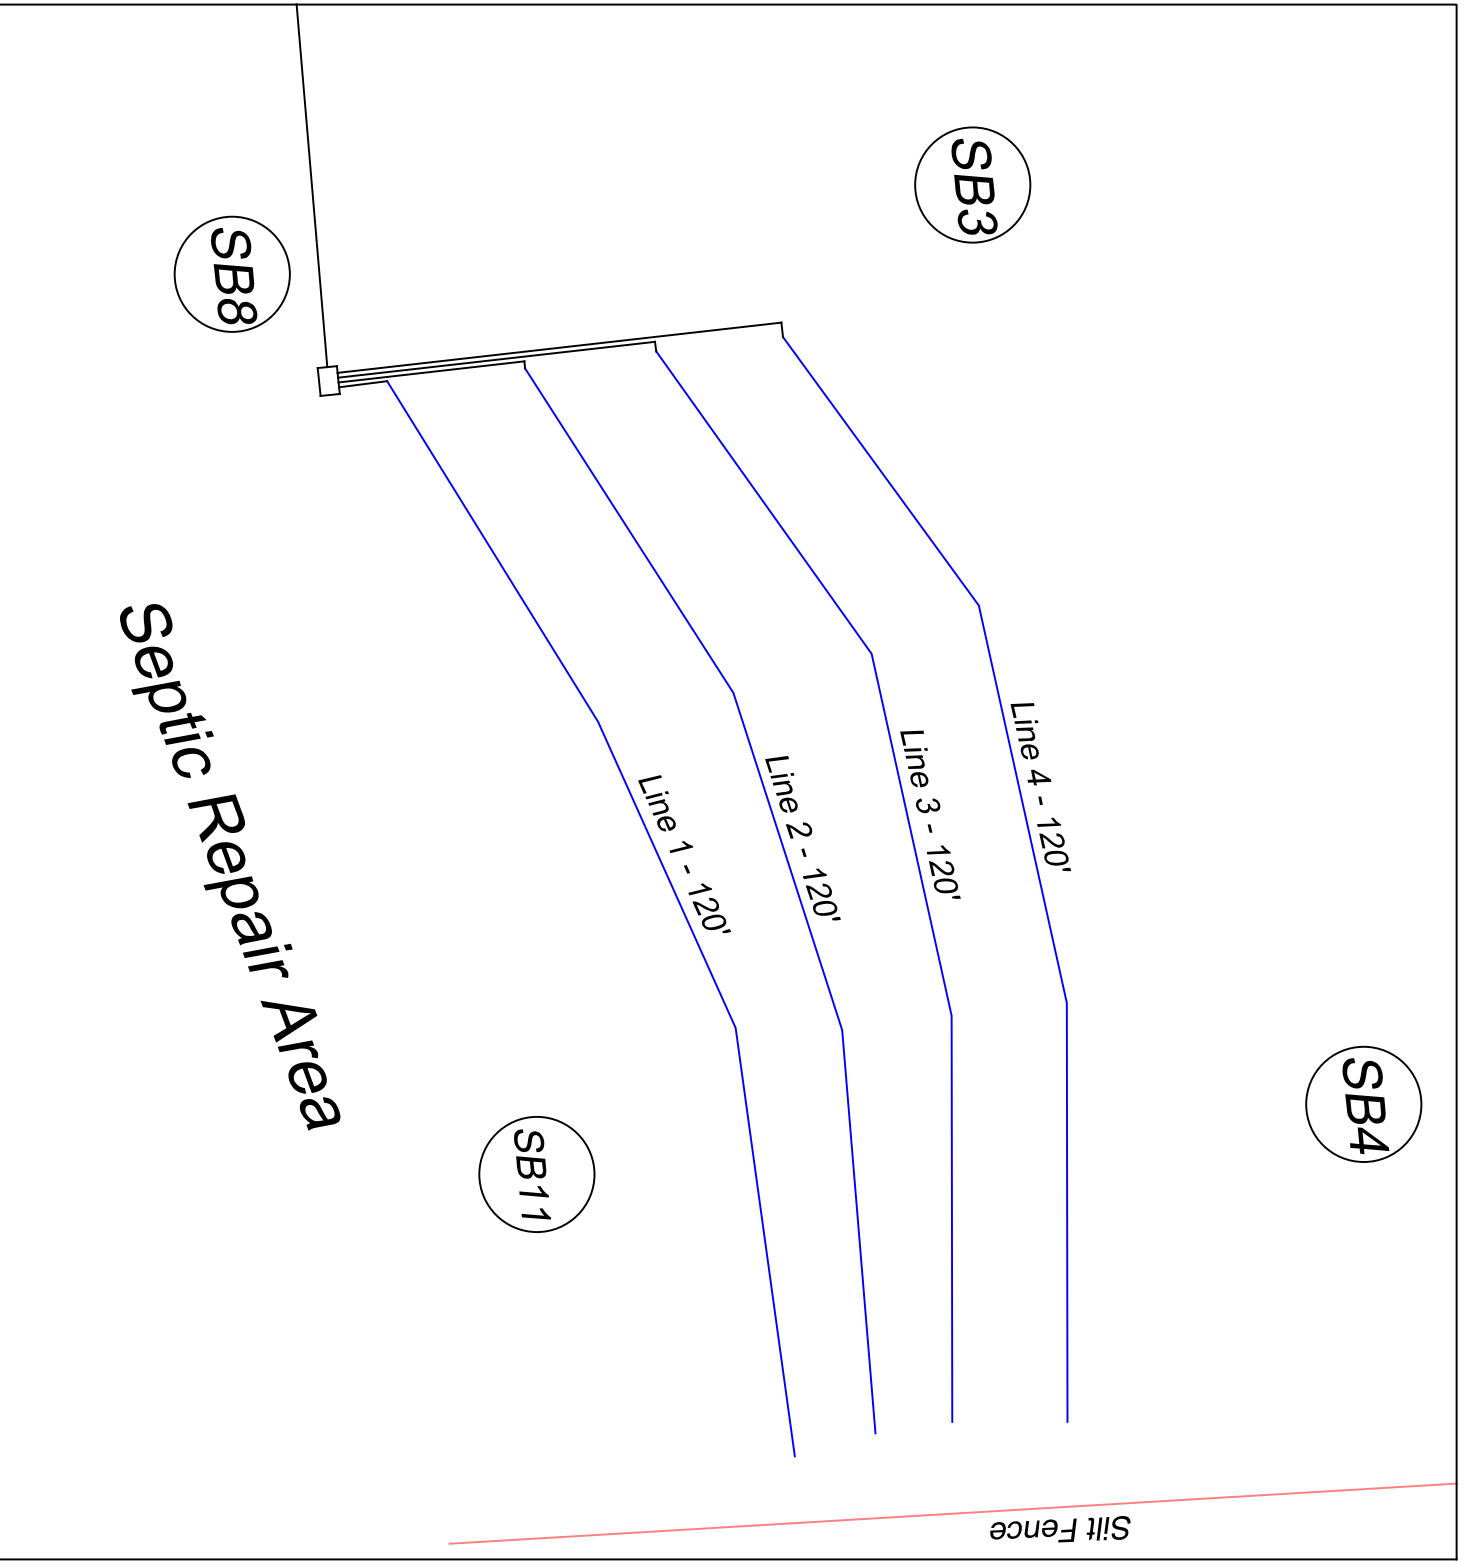 SB3
SB8
Septic Repair Area
Line 4 - 120'
Line 3 - 120'
Line 2 - 120'
Line 1 - 120'
SB4
SB11
Silt Fence